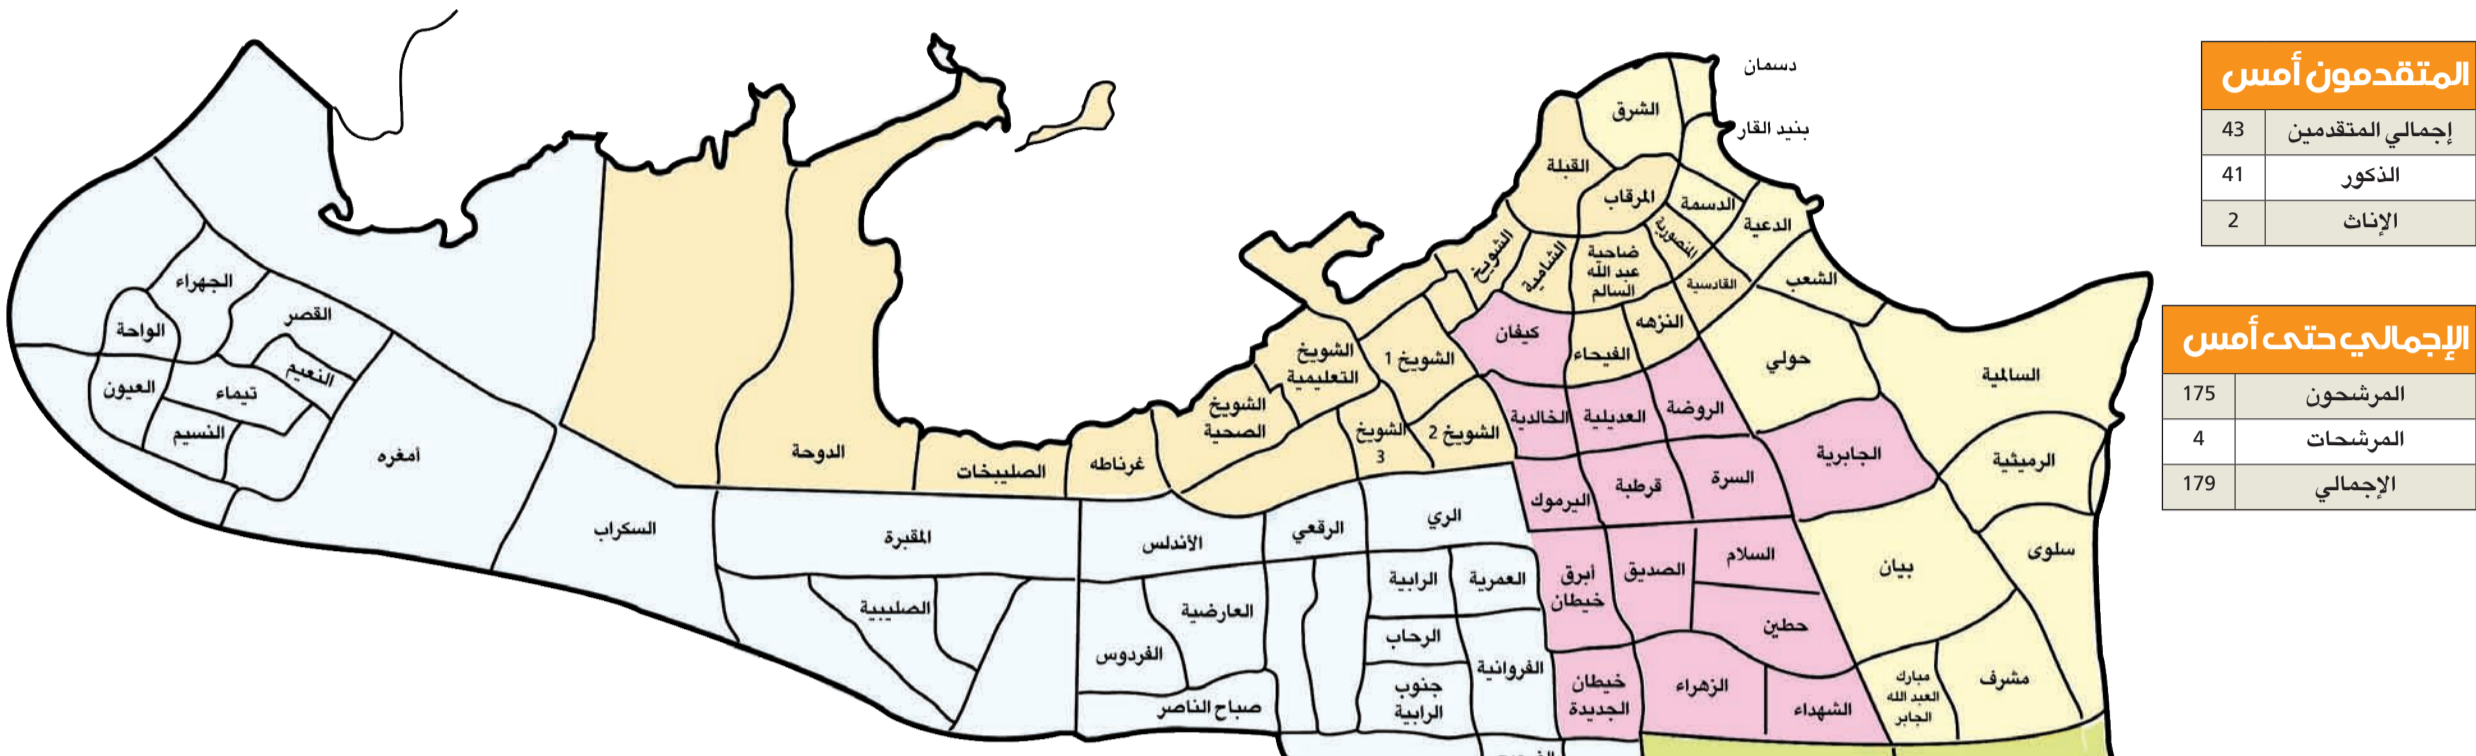 المتقدمون أمس
إجمالي المتقدمين 43
الذكور 41
الإناث 2
الإجمالي حتى أمس
المرشحون 175
المرشحات 4
الإجمالي 179
دسمان
بنيد القار
الشرق
القبلة
المرقاب
الدسمة
الدعية
المنصورية
ضاحية
عبد الله
السالم
الشامية
الشويخ
القادسية
الشعب
النزهه
الفيحاء
كيفان
حولي
السالمية
الشويخ 1
الشويخ
التعليمية
الشويخ
الصحية
الشويخ 2
الشويخ
3
الخالدية
العديلية
الروضة
الجابرية
الرميثية
السرة
قرطبة
اليرموك
سلوى
بيان
السلام
الصديق
أبرق
خيطان
حطين
مشرف
مبارك
العبد الله
الجابر
الشهداء
الزهراء
خيطان
الجديدة
غرناطه
الصليبخات
الدوحة
الري
الرقعي
الأندلس
المقبرة
السكراب
أمغره
العمرية
الرابية
الرحاب
الفروانية
جنوب
الرابية
العارضية
الفردوس
صباح الناصر
الصليبية
الجهراء
القصر
الواحة
النعيم
تيماء
العيون
النسيم